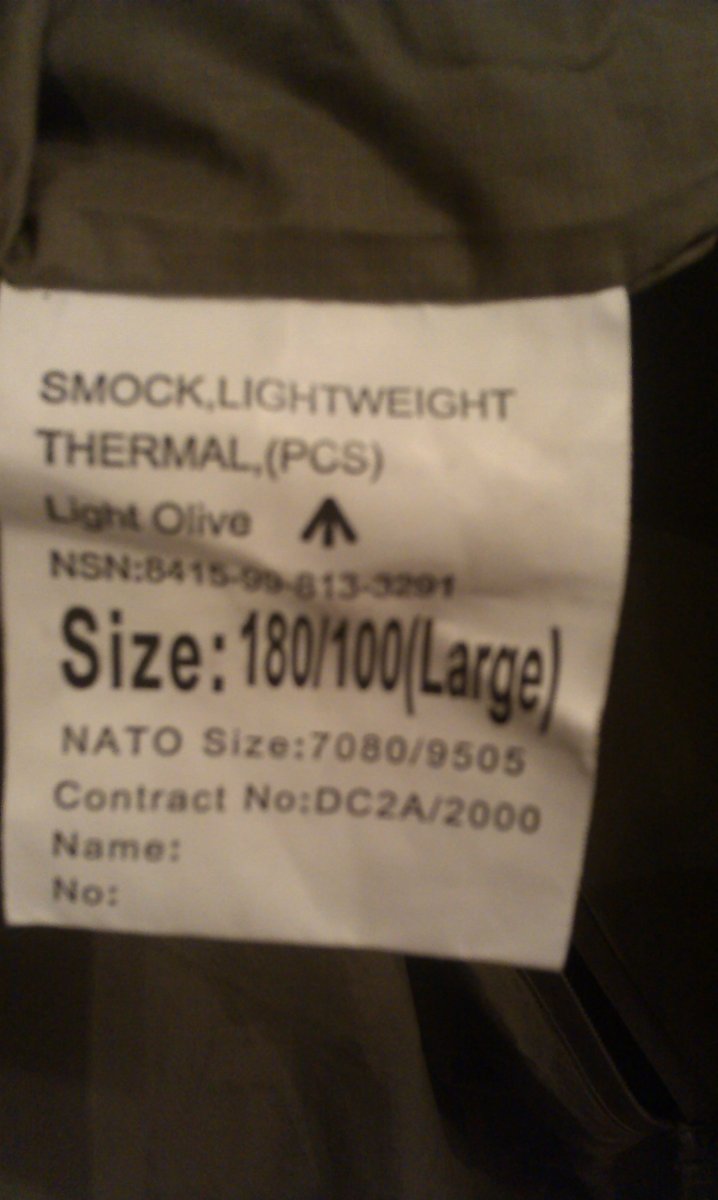 SMOCK,LIGHTWEIGHT
THERMAL,(PCS)
Light Olive
NSN:8415-99-813-3291
Size:180/100(Large)
NATO Size:7080/9505
Contract No:DC2A/2000
Name:
No: